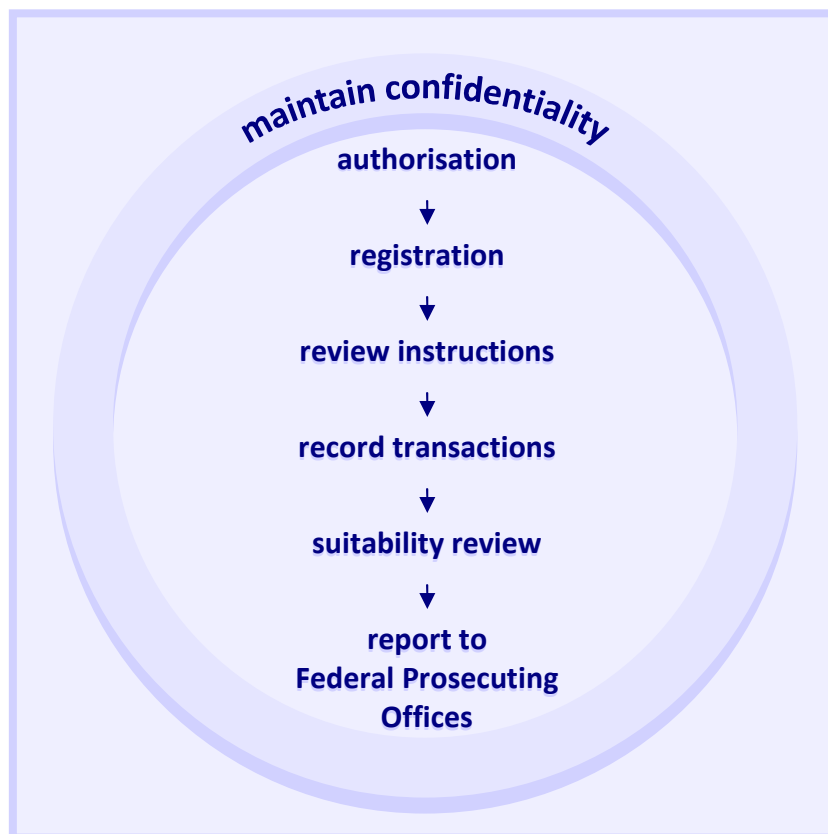 maintain confidentiality
authorisation
registration
review instructions
record transactions
suitability review
report to
Federal Prosecuting
Offices